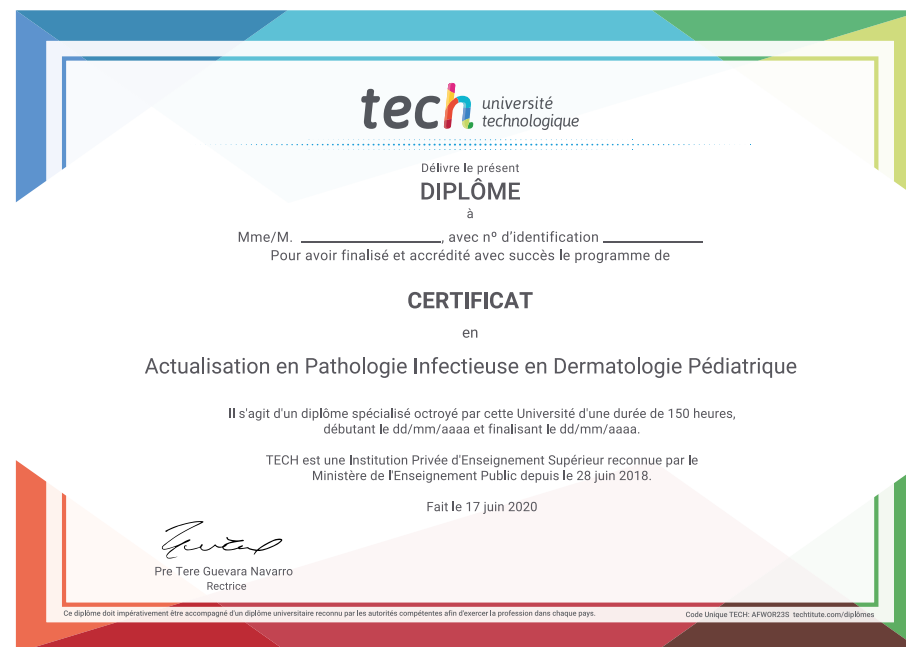 tech université
technologique
Délivre le présent
DIPLÔME
à
Mme/M. ____________________, avec nº d'identification ______________
Pour avoir finalisé et accrédité avec succès le programme de
CERTIFICAT
en
Actualisation en Pathologie Infectieuse en Dermatologie Pédiatrique
Il s'agit d'un diplôme spécialisé octroyé par cette Université d'une durée de 150 heures,
débutant le dd/mm/aaaa et finalisant le dd/mm/aaaa.
TECH est une Institution Privée d'Enseignement Supérieur reconnue par le
Ministère de l'Enseignement Public depuis le 28 juin 2018.
Fait le 17 juin 2020
Pre Tere Guevara Navarro
Rectrice
Ce diplôme doit impérativement être accompagné d'un diplôme universitaire reconnu par les autorités compétentes afin d'exercer la profession dans chaque pays.
Code Unique TECH: AFWOR23S techtitute.com/diplômes